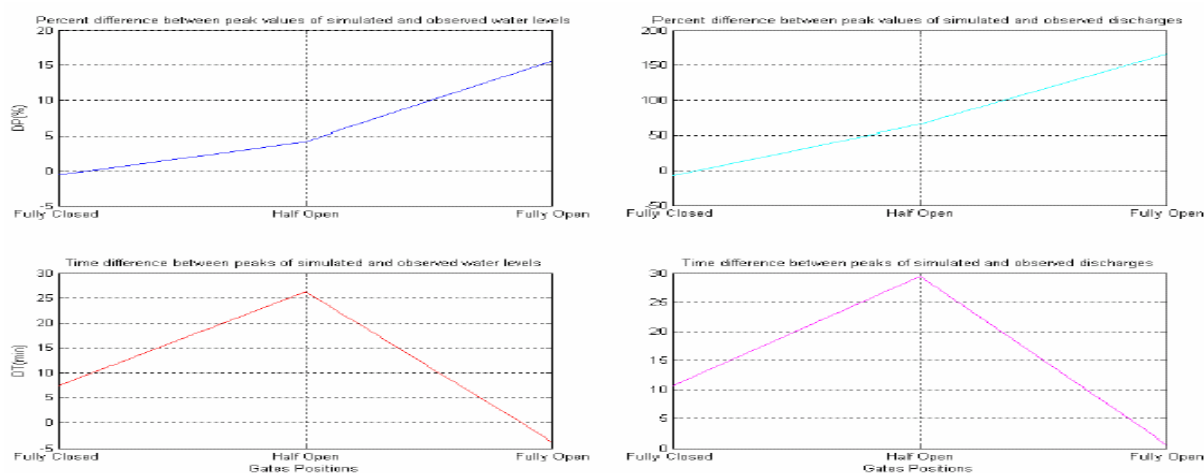 Percent difference between peak values of simulated and observed water levels
20
15
10
5
0
-5
DP(%)
Fully Closed Half Open Fully Open
Percent difference between peak values of simulated and observed discharges
200
150
100
50
0
-50
Fully Closed Half Open Fully Open
Time difference between peaks of simulated and observed water levels
30
25
20
15
10
5
0
-5
DT(min)
Fully Closed Half Open Fully Open
Gates Positions
Time difference between peaks of simulated and observed discharges
30
25
20
15
10
5
0
Fully Closed Half Open Fully Open
Gates Positions